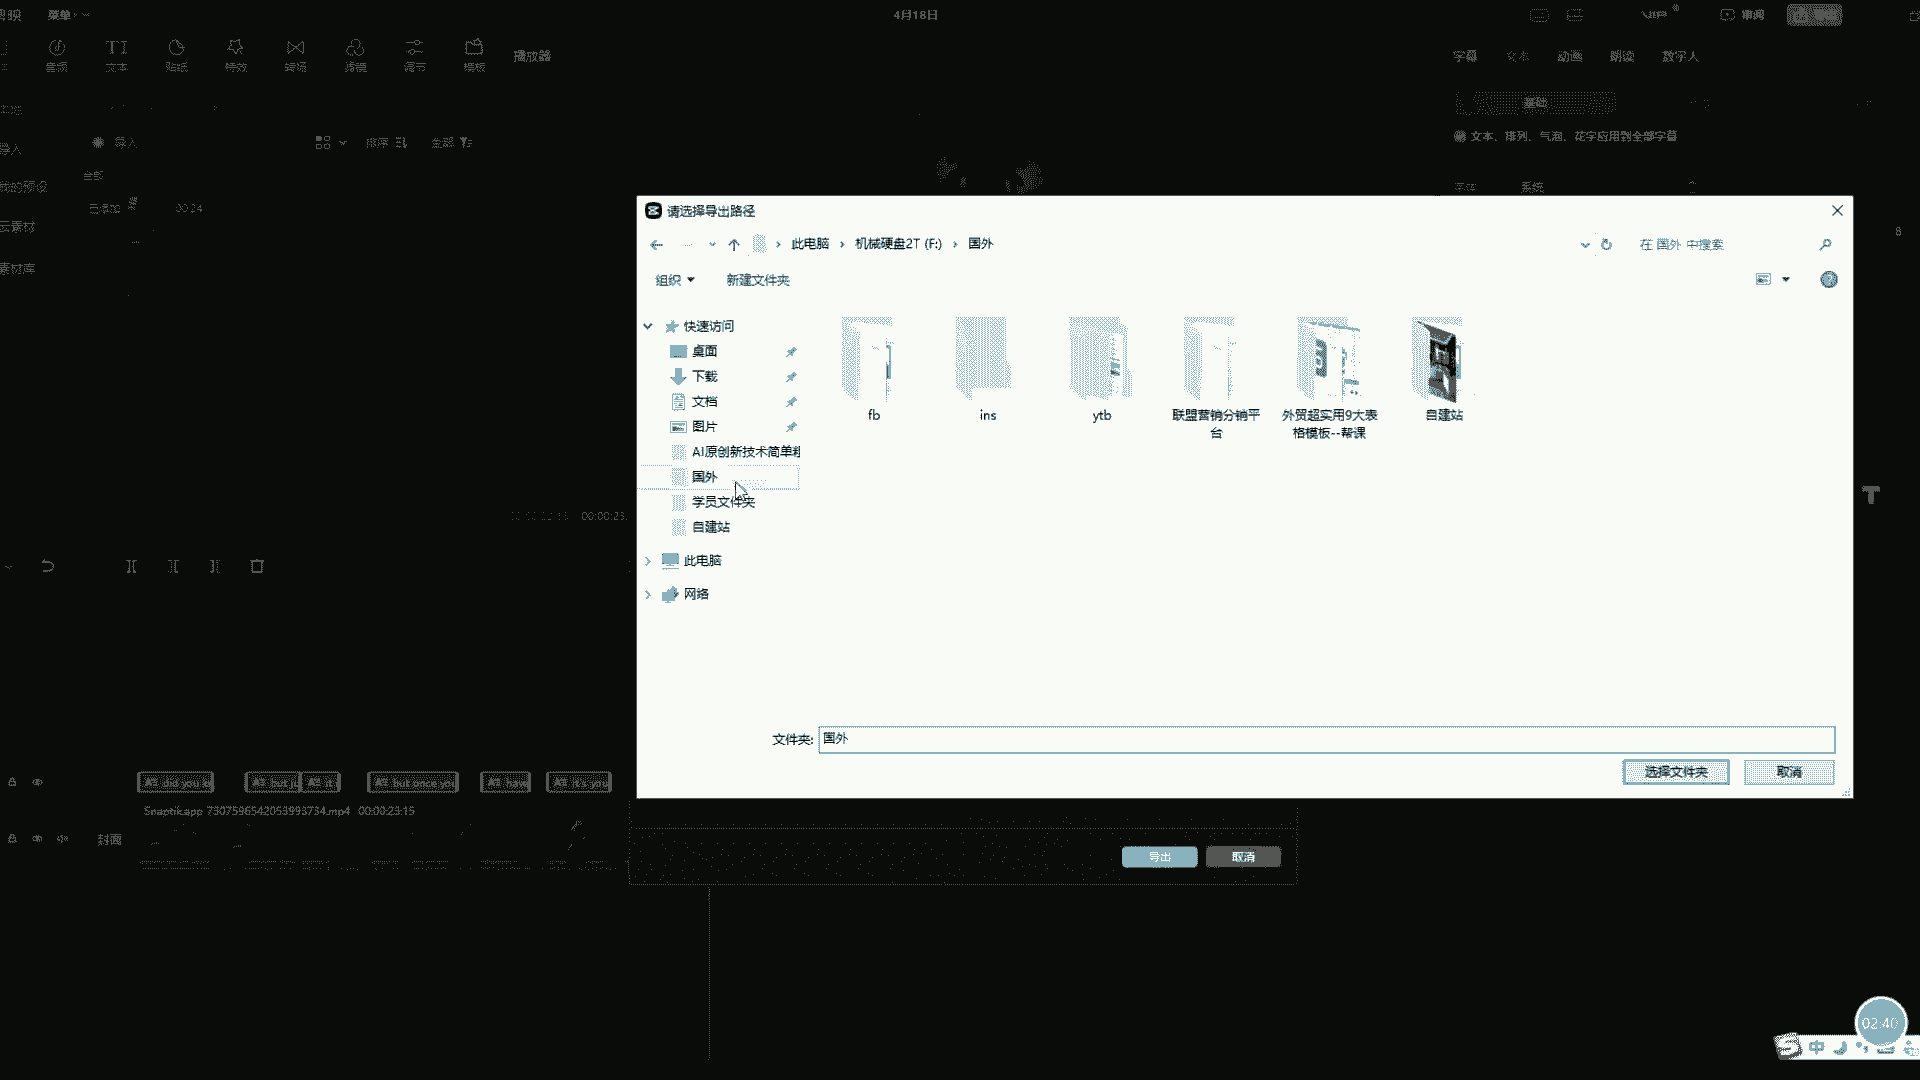 菜单
4月18日
VIP
审阅
音频
文本
贴纸
特效
转场
滤镜
调节
模板
播放器
字幕
文本
动画
朗读
数字人
基础
文本、排列、气泡、花字应用到全部字幕
导入
排序
全部
导入
全部
我的预设
已添加
00:24
云素材
素材库
字体
系统
8
请选择导出路径
此电脑 › 机械硬盘2T (F:) › 国外
在 国外 中搜索
组织
新建文件夹
快速访问
桌面
下载
文档
图片
AI原创新技术简单粗
国外
学员文件夹
自建站
此电脑
网络
fb
ins
ytb
联盟营销分销平
台
外贸超实用9大表
格模板--帮课
自建站
00:00:23
文件夹:
国外
选择文件夹
取消
did you k
it
but once you
have
it's you
Snaptik.app_7307596542053993734.mp4 00:00:23:15
封面
导出
取消
02:40
中